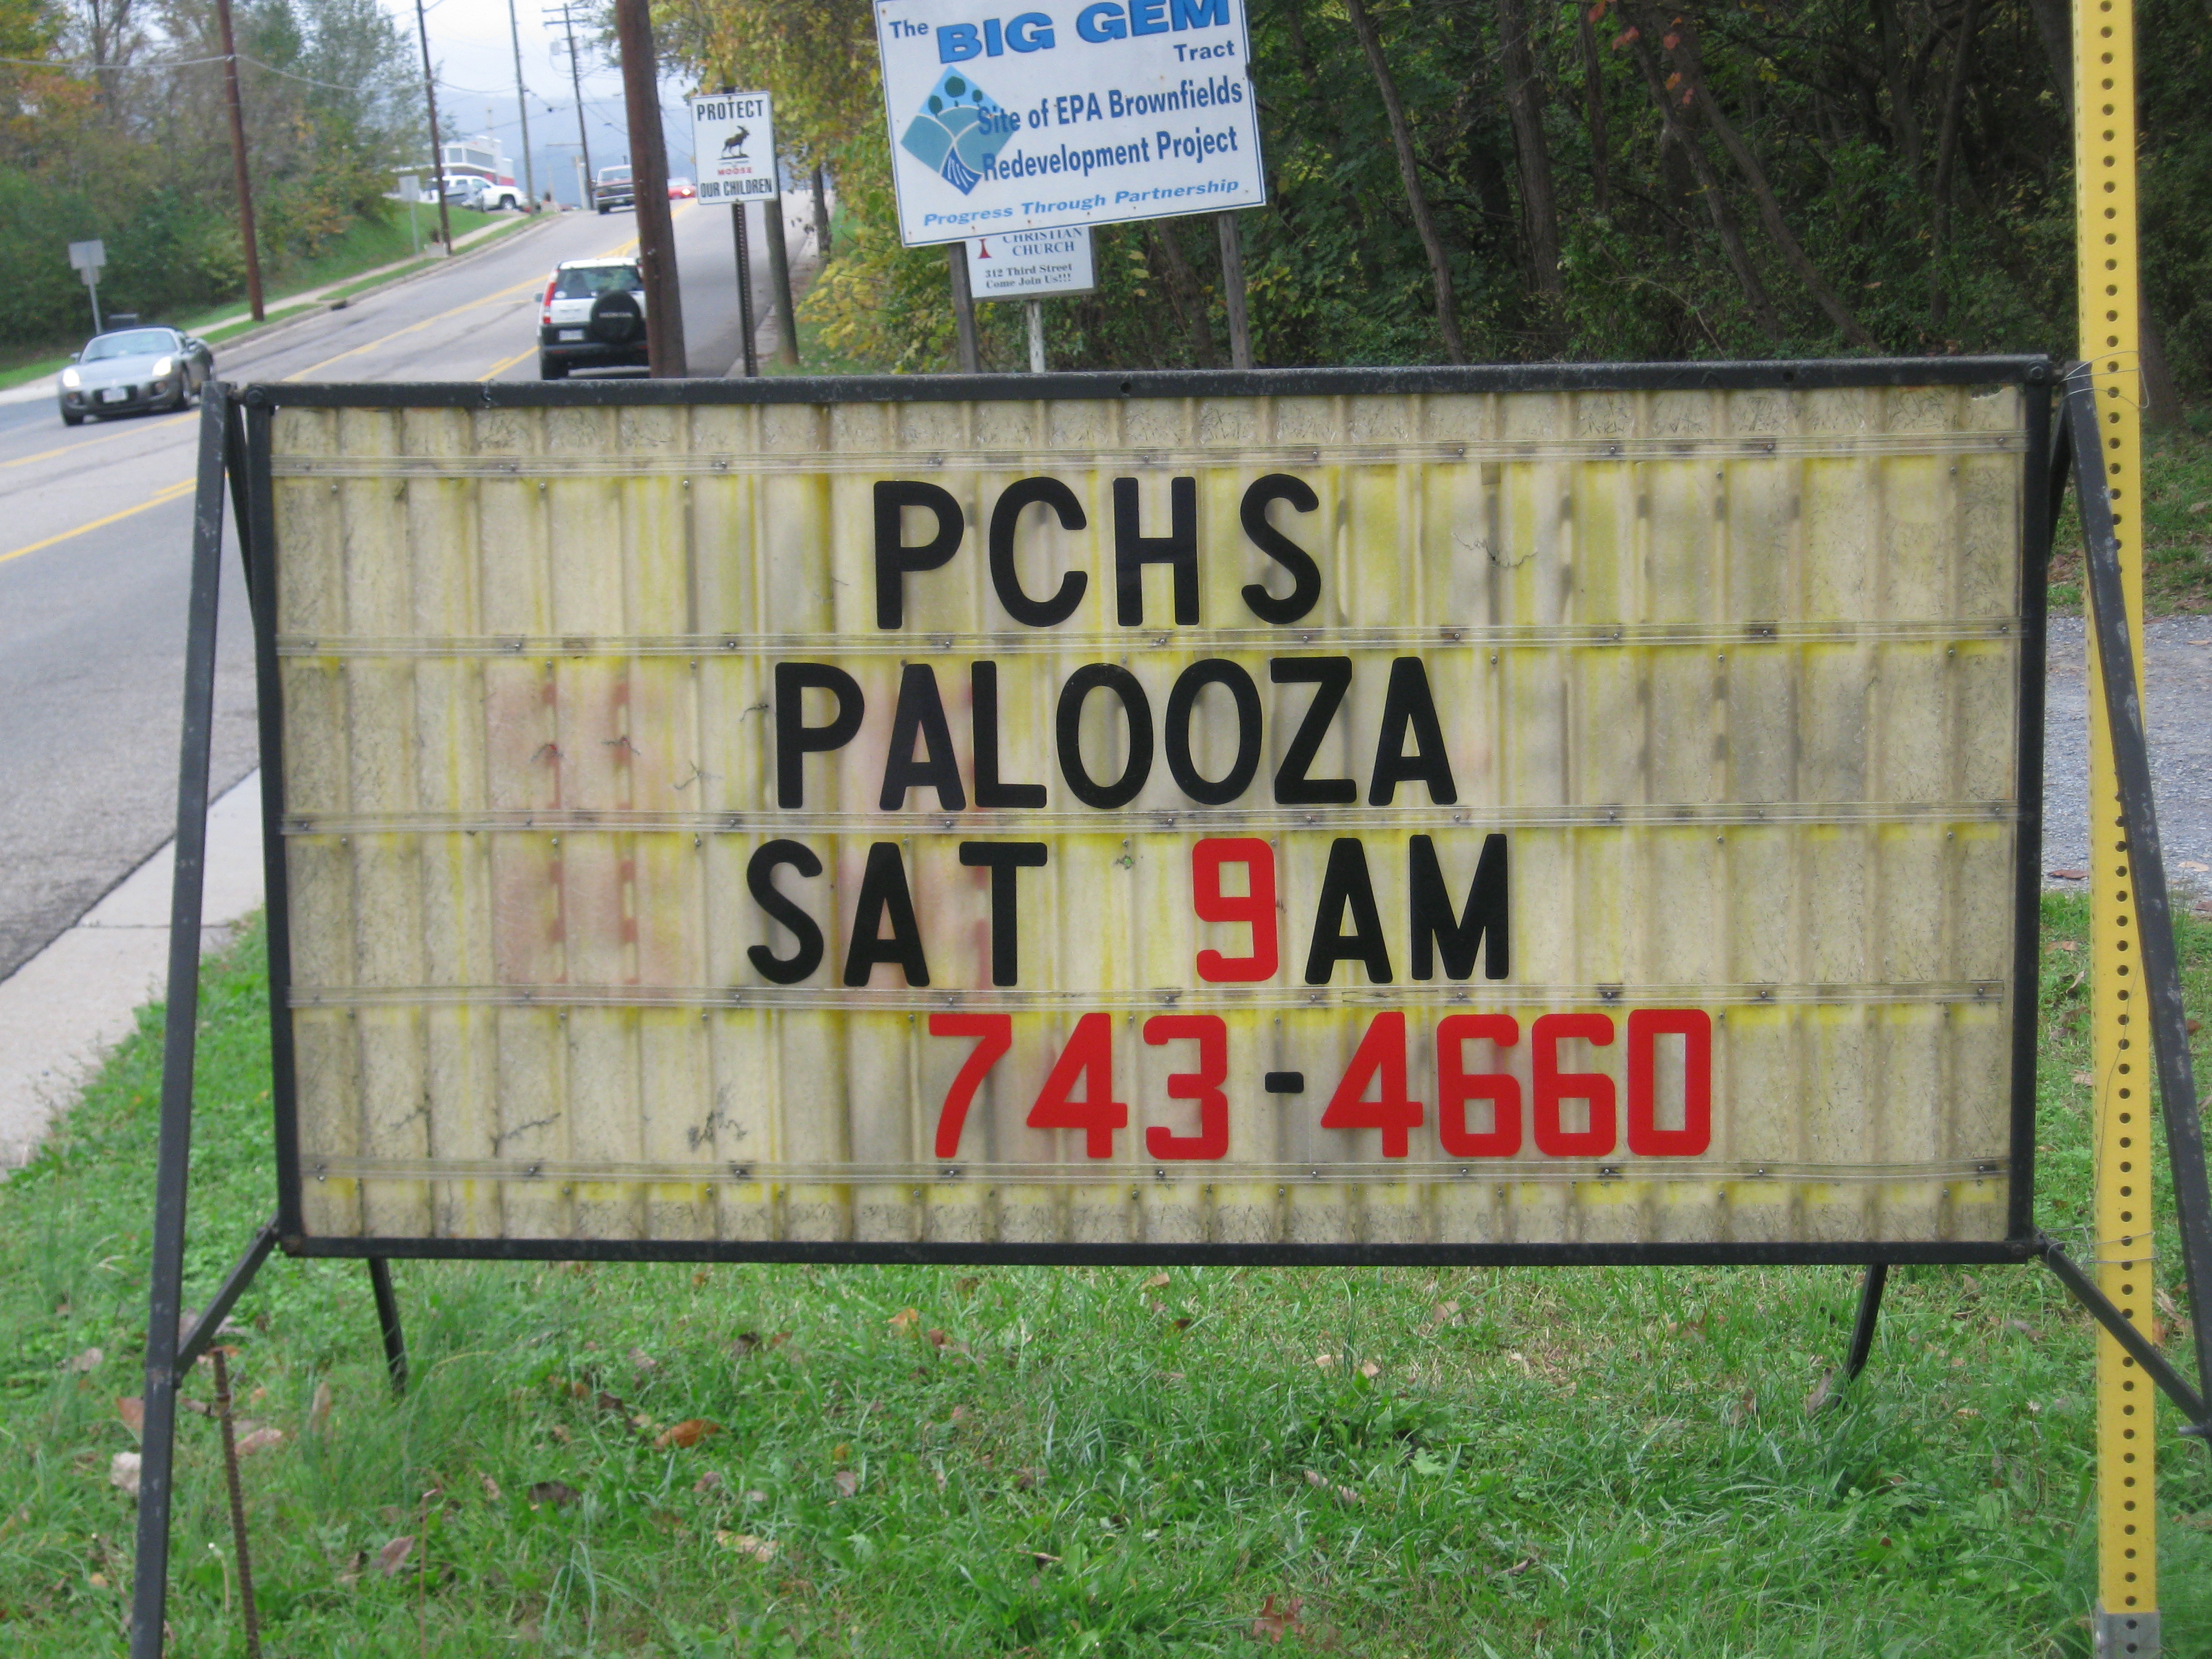 The BIG GEM
Tract
Site of EPA Brownfields
Redevelopment Project
Progress Through Partnership
PROTECT
MOOSE
OUR CHILDREN
CHRISTIAN
CHURCH
312 Third Street
Come Join Us!!!
HONDA
PCHS
PALOOZA
SAT 9AM
743-4660